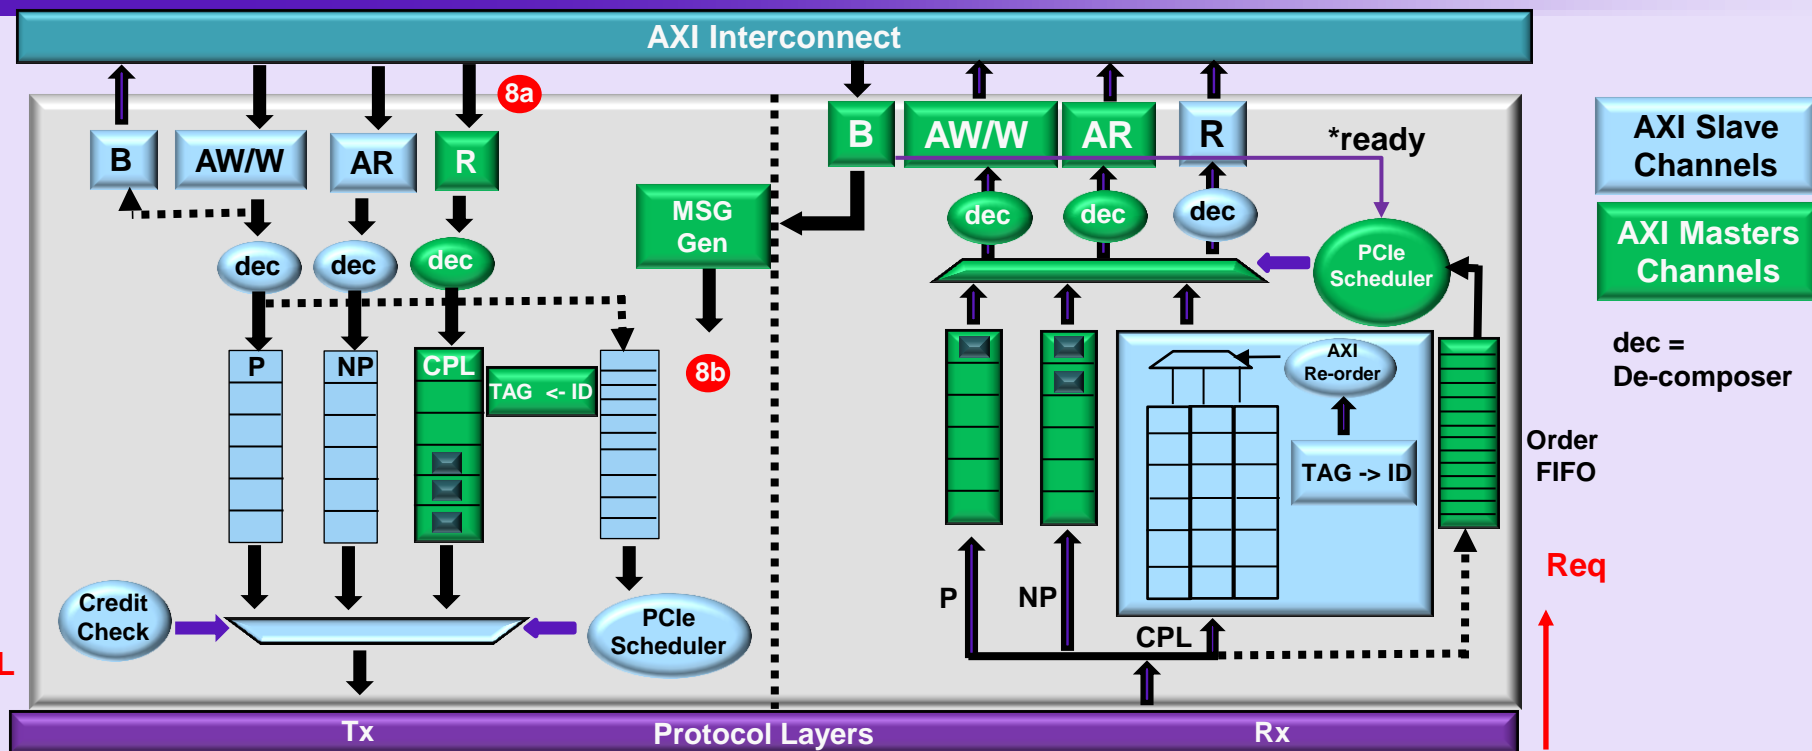 AXI Interconnect
8a
B
AW/W
AR
R
B
AW/W
AR
R
*ready
AXI Slave
Channels
MSG
Gen
dec
dec
dec
dec
dec
dec
PCIe
Scheduler
AXI Masters
Channels
P
NP
CPL
TAG <- ID
8b
AXI
Re-order
dec =
De-composer
TAG -> ID
Order
FIFO
Credit
Check
PCIe
Scheduler
P
NP
CPL
Req
L
Tx
Protocol Layers
Rx